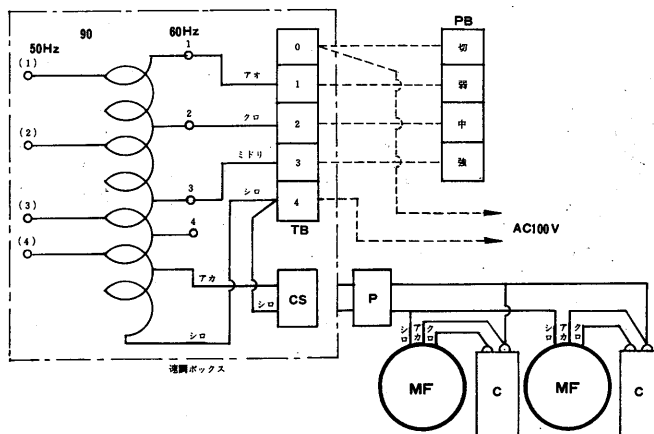 90
60Hz
50Hz
(1)
(2)
(3)
(4)
1
2
3
4
アオ
クロ
ミドリ
シロ
アカ
シロ
シロ
0
1
2
3
4
TB
PB
切
弱
中
強
AC100V
CS
P
速調ボックス
シロ
アカ
クロ
MF
C
シロ
アカ
クロ
MF
C